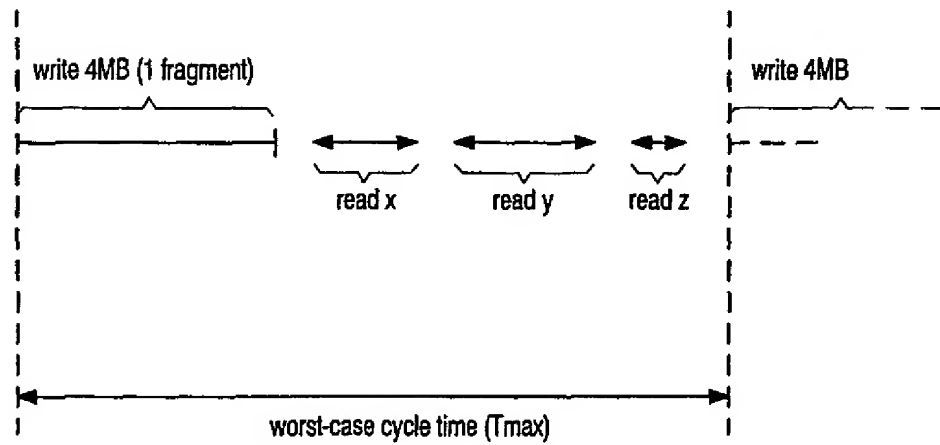 write 4MB (1 fragment)
write 4MB
read x
read y
read z
worst-case cycle time (Tmax)